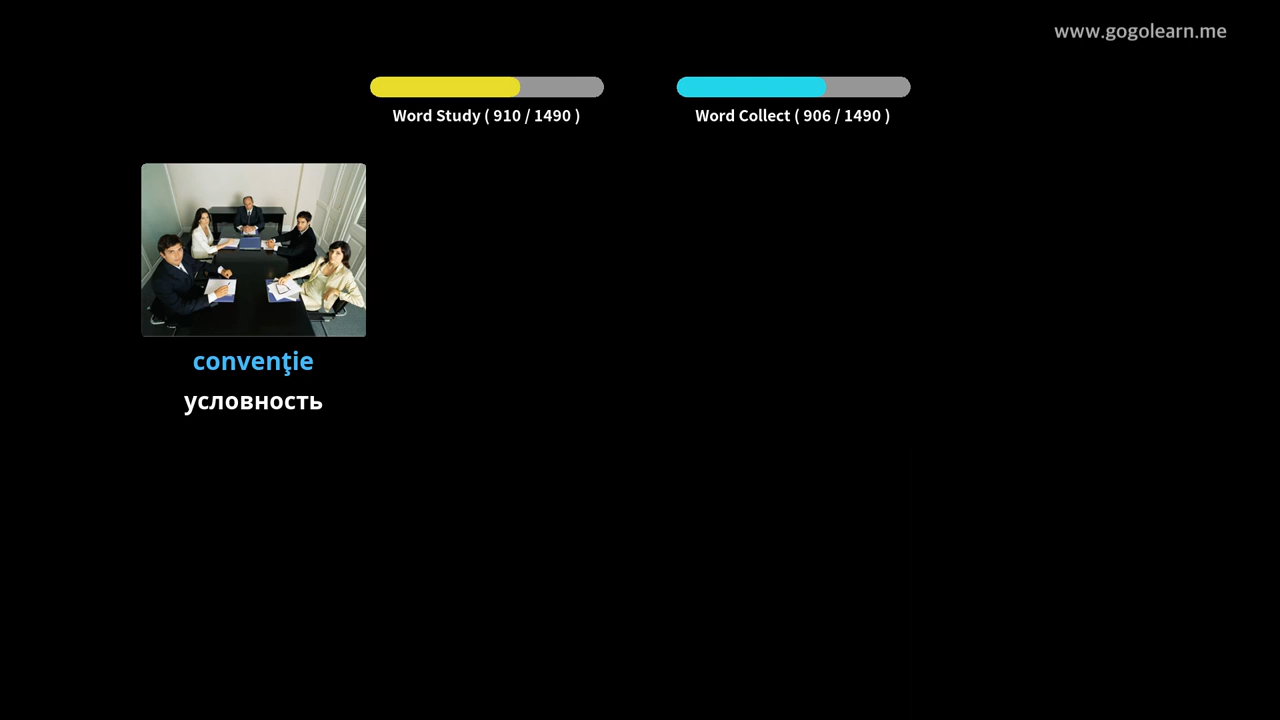 www.gogolearn.me
Word Study ( 910 / 1490 )
Word Collect ( 906 / 1490 )
convenţie
условность